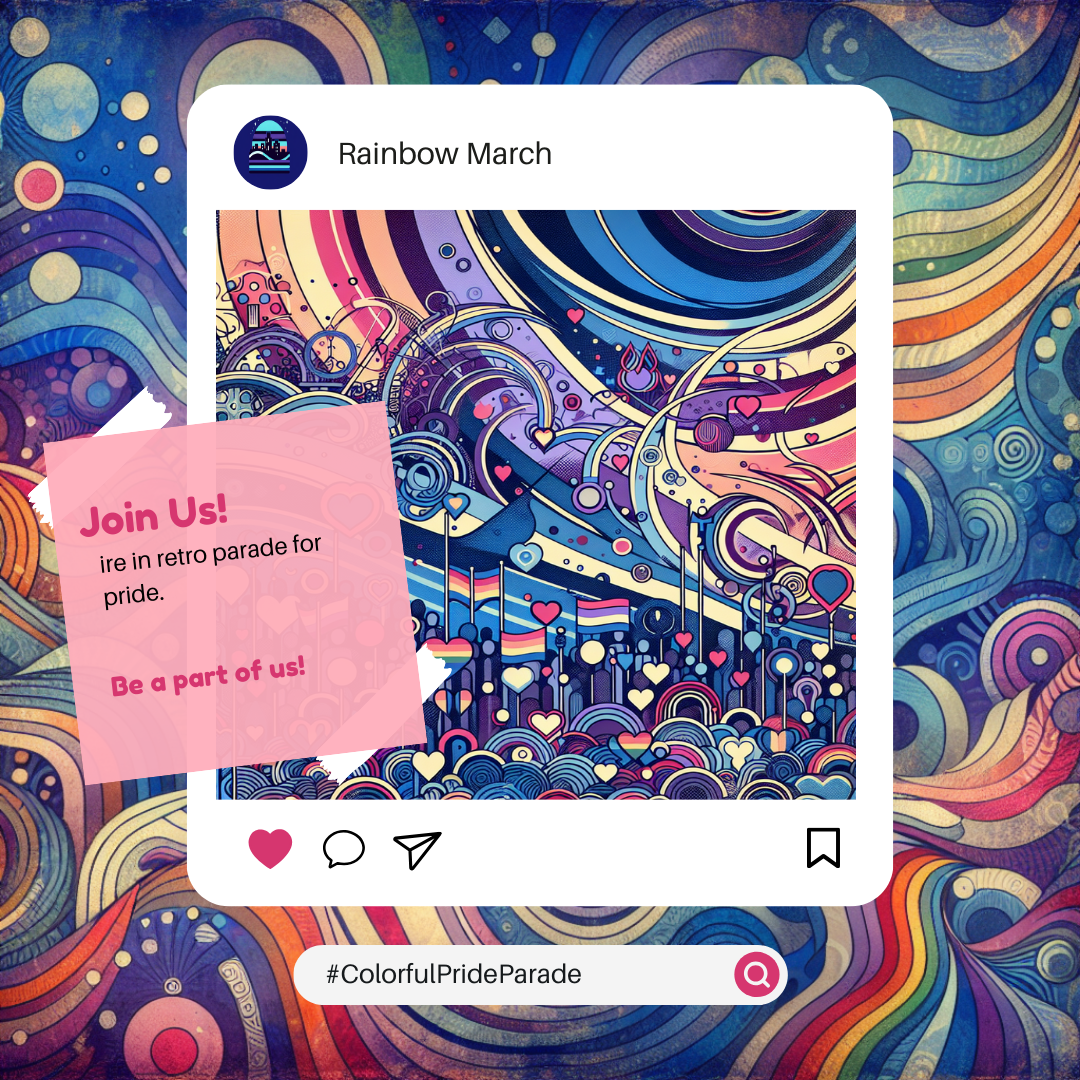 Rainbow March
Join Us!
ire in retro parade for
pride.
Be a part of us!
#ColorfulPrideParade